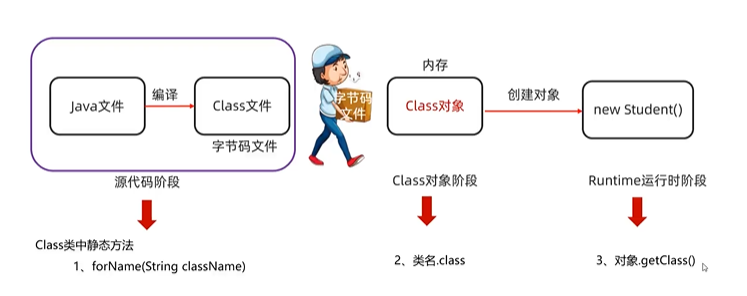 内存
Java文件
编译
Class文件
字节码
文件
Class对象
创建对象
new Student()
字节码文件
源代码阶段
Class对象阶段
Runtime运行时阶段
Class类中静态方法
1、forName(String className)
2、类名.class
3、对象.getClass()